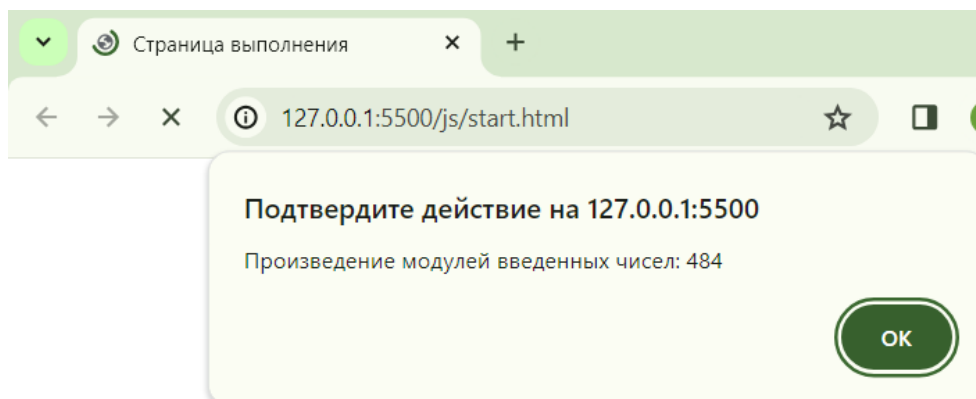 Страница выполнения
127.0.0.1:5500/js/start.html
Подтвердите действие на 127.0.0.1:5500
Произведение модулей введенных чисел: 484
ОК